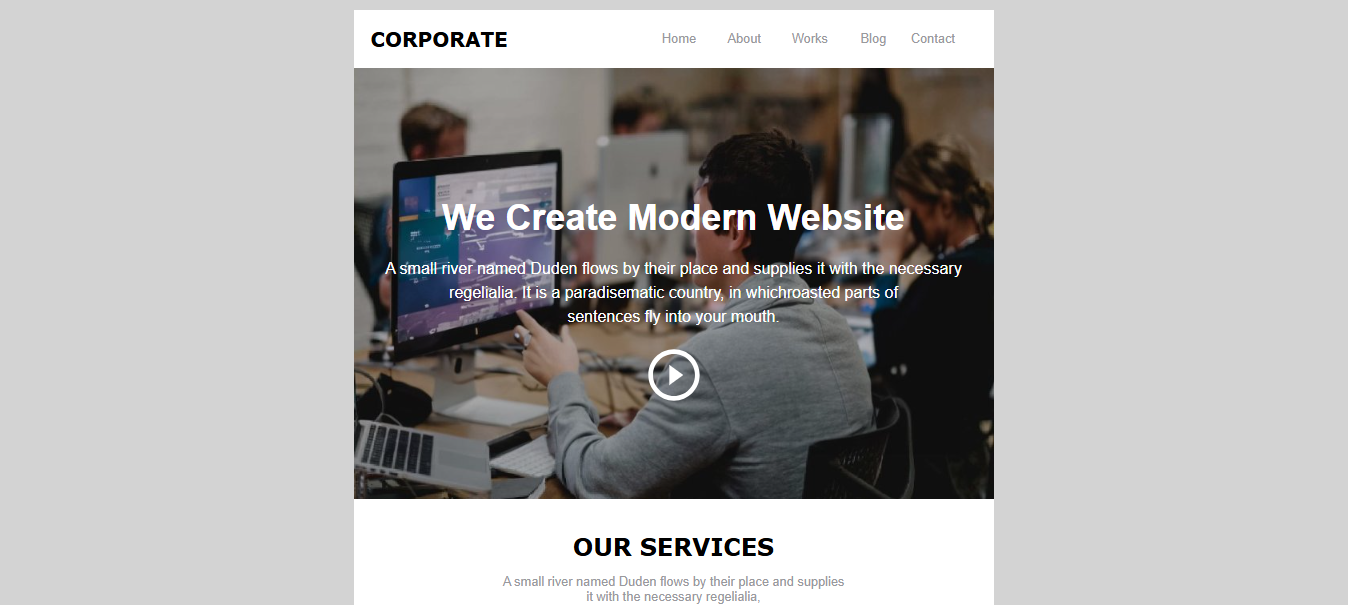 CORPORATE
Home About Works Blog Contact
We Create Modern Website
A small river named Duden flows by their place and supplies it with the necessary
regelialia. It is a paradisematic country, in whichroasted parts of
sentences fly into your mouth.
OUR SERVICES
A small river named Duden flows by their place and supplies
it with the necessary regelialia,